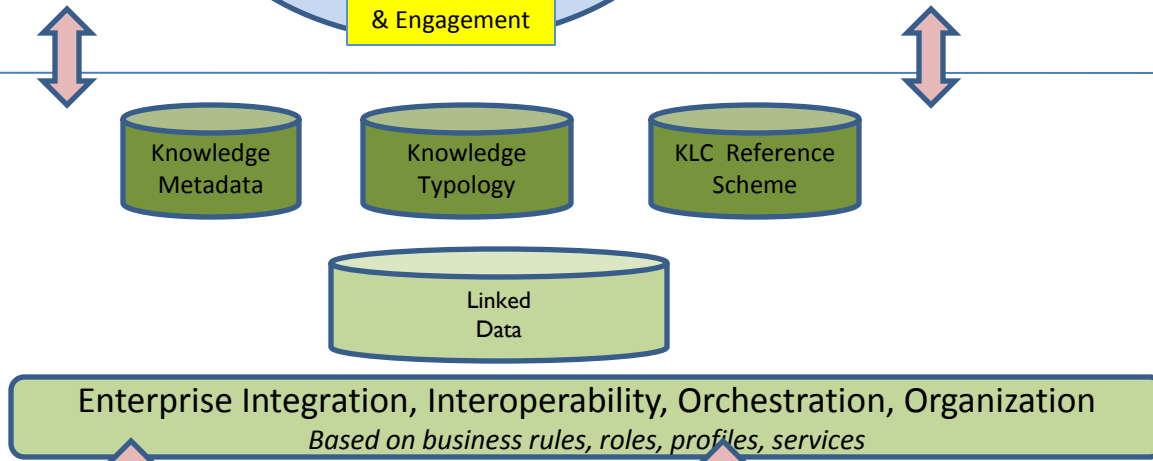 & Engagement
Knowledge
Metadata
Knowledge
Typology
KLC Reference
Scheme
Linked
Data
Enterprise Integration, Interoperability, Orchestration, Organization
Based on business rules, roles, profiles, services